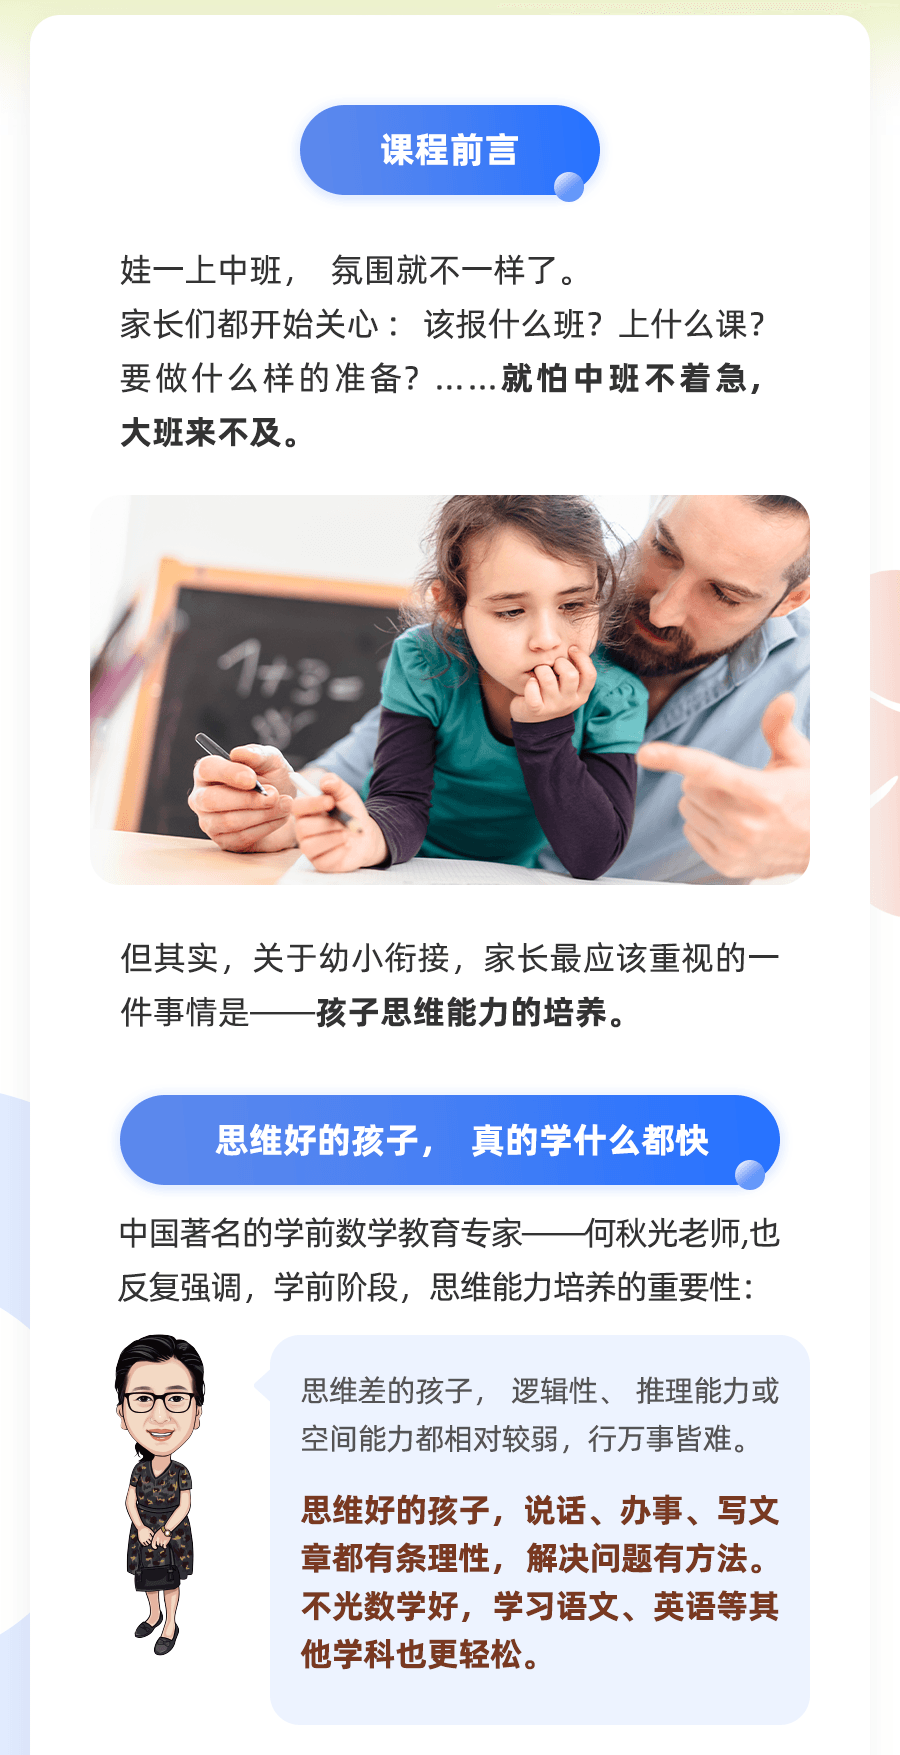 课程前言
娃一上中班， 氛围就不一样了。
家长们都开始关心： 该报什么班？上什么课？
要做什么样的准备？……就怕中班不着急，
大班来不及。
1+3=
但其实，关于幼小衔接，家长最应该重视的一
件事情是——孩子思维能力的培养。
思维好的孩子， 真的学什么都快
中国著名的学前数学教育专家——何秋光老师,也
反复强调，学前阶段，思维能力培养的重要性：
思维差的孩子， 逻辑性、 推理能力或
空间能力都相对较弱，行万事皆难。
思维好的孩子，说话、办事、写文
章都有条理性， 解决问题有方法。
不光数学好，学习语文、英语等其
他学科也更轻松。